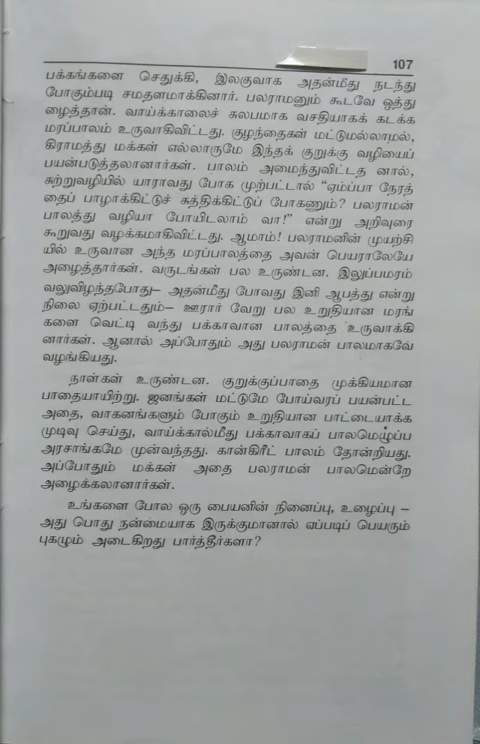 107
பக்கங்களை செதுக்கி, இலகுவாக அதன்மீது நடந்து
போகும்படி சமதளமாக்கினார். பலராமனும் கூடவே ஒத்து
ழைத்தான். வாய்க்காலைச் சுலபமாக வசதியாகக் கடக்க
மரப்பாலம் உருவாகிவிட்டது. குழந்தைகள் மட்டுமல்லாமல்,
கிராமத்து மக்கள் எல்லாருமே இந்தக் குறுக்கு வழியைப்
பயன்படுத்தலானார்கள். பாலம் அமைந்துவிட்டத னால்,
சுற்றுவழியில் யாராவது போக முற்பட்டால் “ஏம்ப்பா நேரத்
தைப் பாழாக்கிட்டுச் சுத்திக்கிட்டுப் போகணும்? பலராமன்
பாலத்து வழியா போயிடலாம் வா!” என்று அறிவுரை
கூறுவது வழக்கமாகிவிட்டது. ஆமாம்! பலராமனின் முயற்சி
யில் உருவான அந்த மரப்பாலத்தை அவன் பெயராலேயே
அழைத்தார்கள். வருடங்கள் பல உருண்டன. இலுப்பமரம்
வலுவிழந்தபோது– அதன்மீது போவது இனி ஆபத்து என்று
நிலை ஏற்பட்டதும்– ஊரார் வேறு பல உறுதியான மரங்
களை வெட்டி வந்து பக்காவான பாலத்தை உருவாக்கி
னார்கள். ஆனால் அப்போதும் அது பலராமன் பாலமாகவே
வழங்கியது.
நாள்கள் உருண்டன. குறுக்குப்பாதை முக்கியமான
பாதையாயிற்று. ஜனங்கள் மட்டுமே போய்வரப் பயன்பட்ட
அதை, வாகனங்களும் போகும் உறுதியான பாட்டையாக்க
முடிவு செய்து, வாய்க்கால்மீது பக்காவாகப் பாலமெழுப்ப
அரசாங்கமே முன்வந்தது. கான்கிரீட் பாலம் தோன்றியது.
அப்போதும் மக்கள் அதை பலராமன் பாலமென்றே
அழைக்கலானார்கள்.
உங்களை போல ஒரு பையனின் நினைப்பு, உழைப்பு –
அது பொது நன்மையாக இருக்குமானால் எப்படிப் பெயரும்
புகழும் அடைகிறது பார்த்தீர்களா?